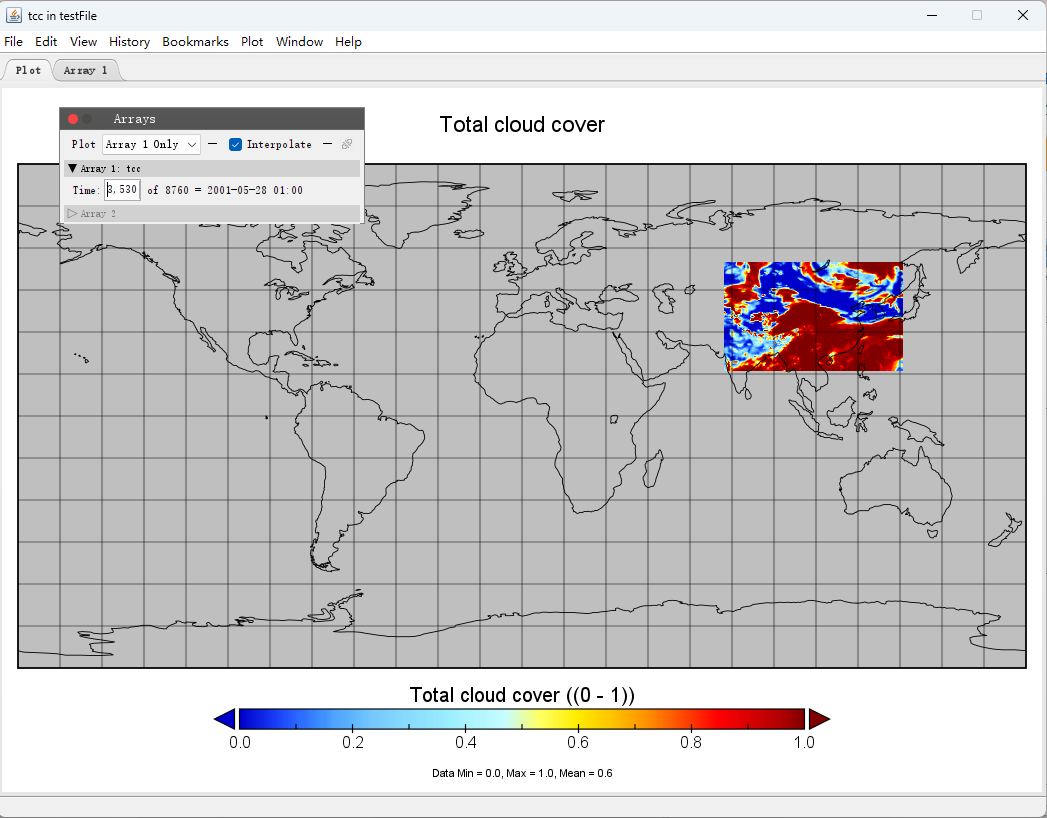 tcc in testFile
File Edit View History Bookmarks Plot Window Help
Plot Array 1
Arrays
Plot Array 1 Only Interpolate
Array 1: tcc
Time: 3,530 of 8760 = 2001-05-28 01:00
Array 2
Total cloud cover
Total cloud cover ((0 - 1))
0.0 0.2 0.4 0.6 0.8 1.0
Data Min = 0.0, Max = 1.0, Mean = 0.6